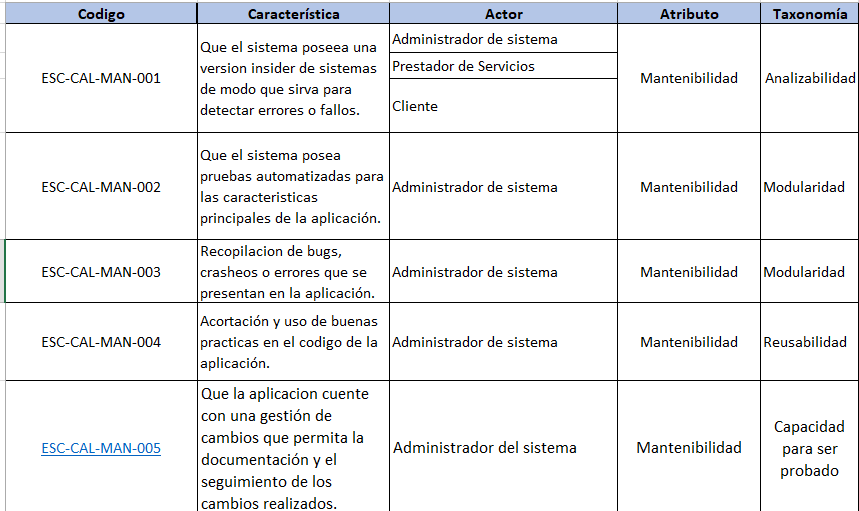 Codigo Característica Actor Atributo Taxonomía
ESC-CAL-MAN-001
Que el sistema poseea una
version insider de sistemas
de modo que sirva para
detectar errores o fallos.
Administrador de sistema
Prestador de Servicios
Cliente
Mantenibilidad
Analizabilidad
ESC-CAL-MAN-002
Que el sistema posea
pruebas automatizadas para
las caracteristicas
principales de la aplicación.
Administrador de sistema
Mantenibilidad
Modularidad
ESC-CAL-MAN-003
Recopilacion de bugs,
crasheos o errores que se
presentan en la aplicación.
Administrador de sistema
Mantenibilidad
Modularidad
ESC-CAL-MAN-004
Acortación y uso de buenas
practicas en el codigo de la
aplicación.
Administrador de sistema
Mantenibilidad
Reusabilidad
ESC-CAL-MAN-005
Que la aplicacion cuente
con una gestión de
cambios que permita la
documentación y el
seguimiento de los
cambios realizados.
Administrador del sistema
Mantenibilidad
Capacidad
para ser
probado